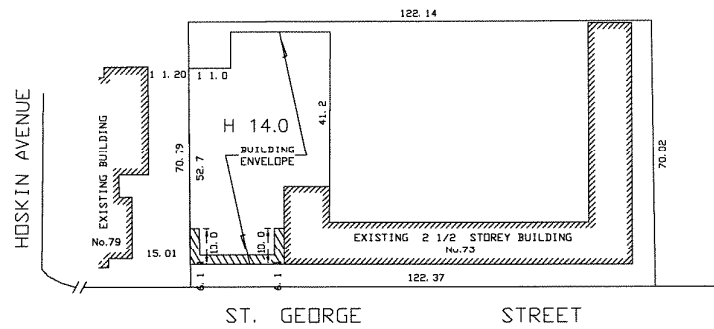 122.14
1 1.20
1 1.0
HOSKIN AVENUE
EXISTING BUILDING
No.79
70.79
52.7
H 14.0
BUILDING
ENVELOPE
41.2
70.02
10.0
10.0
EXISTING 2 1/2 STOREY BUILDING
No.73
15.01
6.1
6.1
122.37
ST. GEORGE STREET